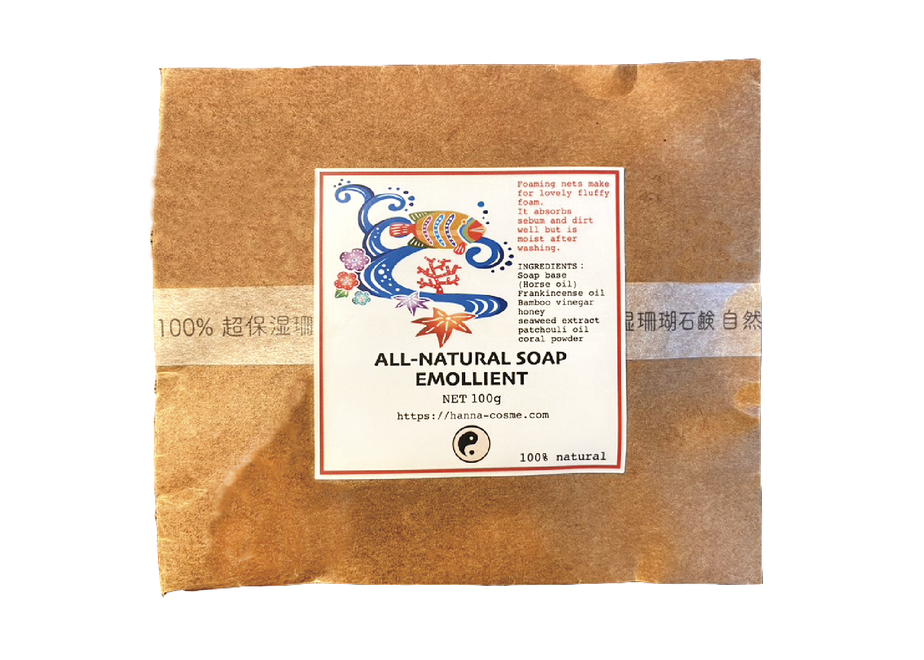 Foaming nets make
for lovely fluffy
foam.
It absorbs
sebum and dirt
well but is
moist after
washing.
INGREDIENTS:
Soap base
(Horse oil)
Frankincense oil
Bamboo vinegar
honey
seaweed extract
patchouli oil
coral powder
100% 超保湿珊
湿珊瑚石鹸 自然
ALL-NATURAL SOAP
EMOLLIENT
NET 100g
https://hanna-cosme.com
100% natural